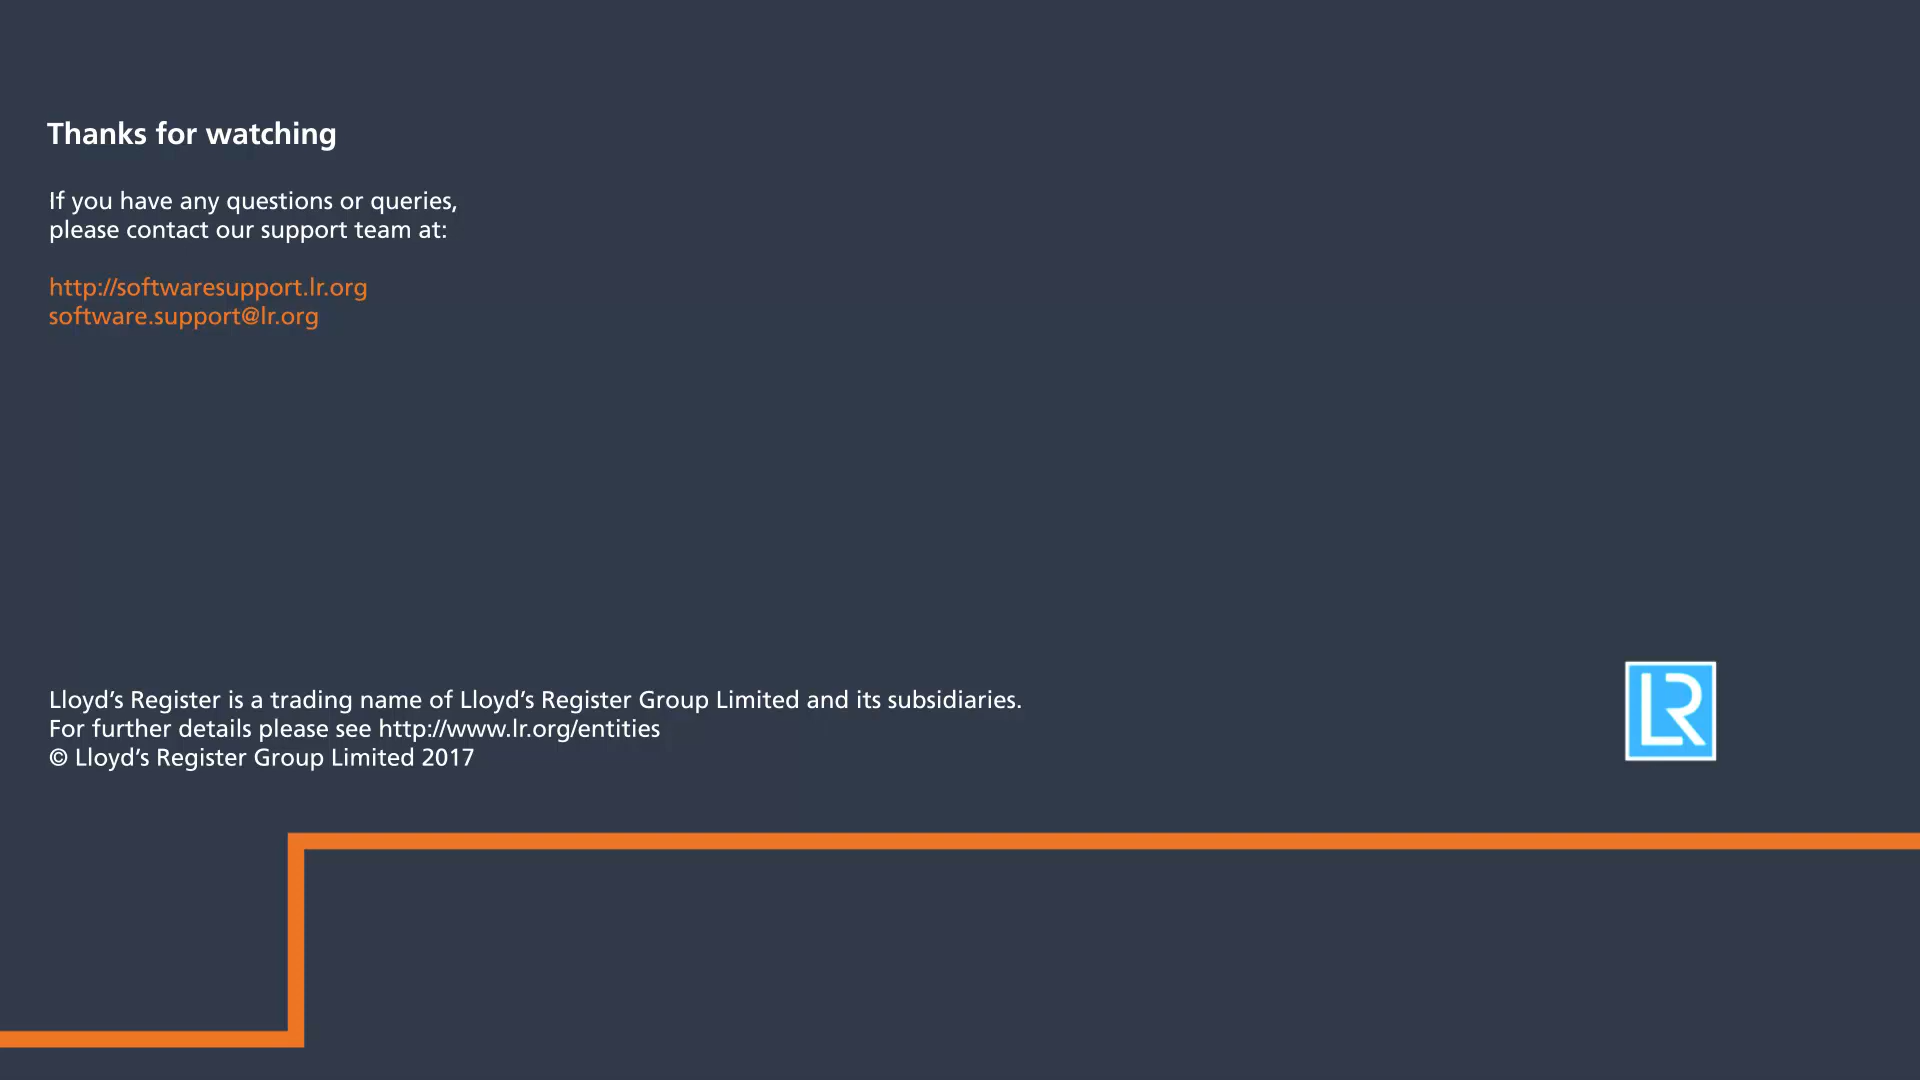 Thanks for watching
If you have any questions or queries,
please contact our support team at:
http://softwaresupport.lr.org
software.support@lr.org
Lloyd’s Register is a trading name of Lloyd’s Register Group Limited and its subsidiaries.
For further details please see http://www.lr.org/entities
© Lloyd’s Register Group Limited 2017
LR